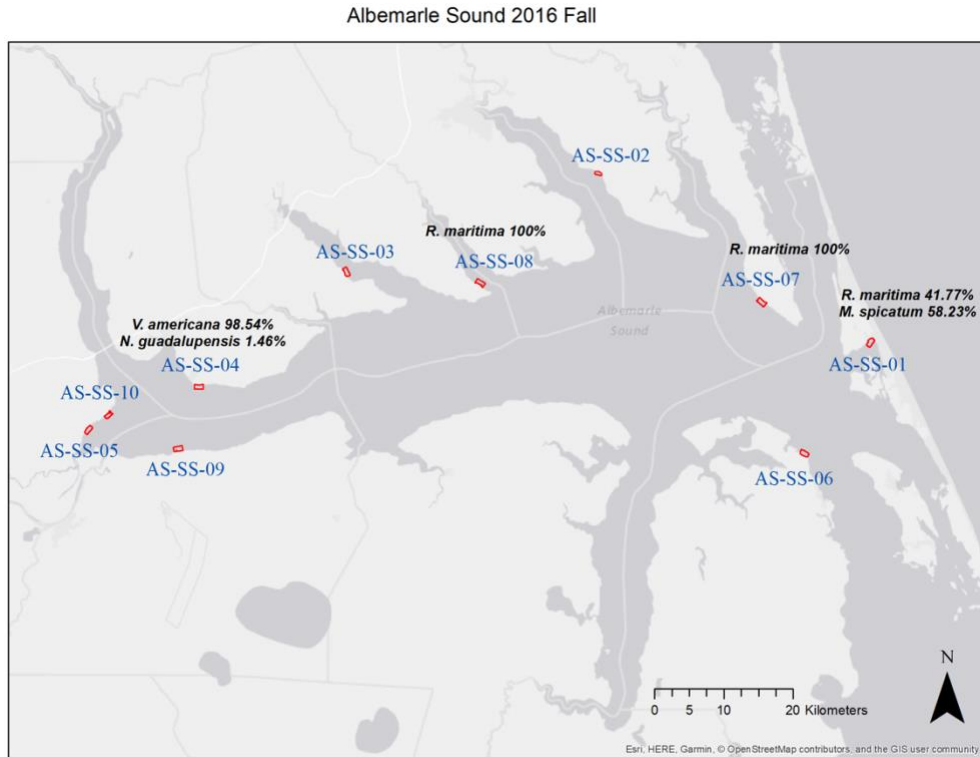 Albemarle Sound 2016 Fall
AS-SS-02
R. maritima 100%
AS-SS-03
AS-SS-08
R. maritima 100%
AS-SS-07
R. maritima 41.77%
M. spicatum 58.23%
Albemarle
Sound
V. americana 98.54%
N. guadalupensis 1.46%
AS-SS-04
AS-SS-01
AS-SS-10
AS-SS-05
AS-SS-09
AS-SS-06
N
0 5 10 20 Kilometers
Esri, HERE, Garmin, © OpenStreetMap contributors, and the GIS user community